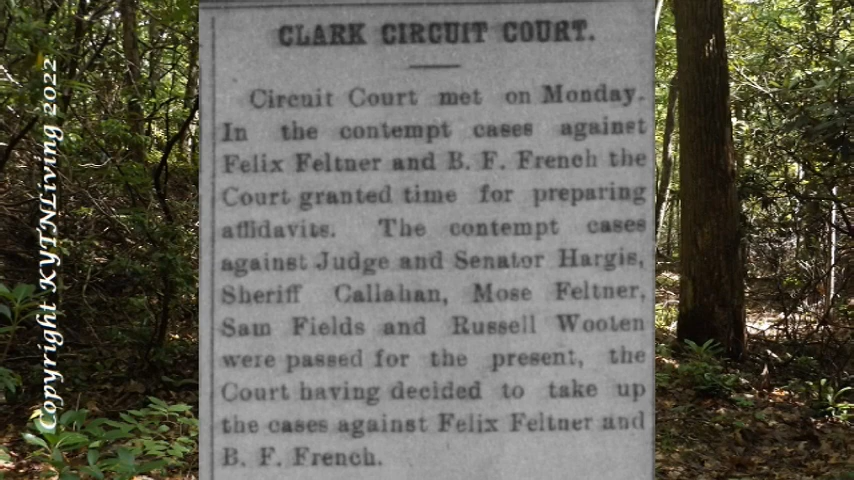 CLARK CIRCUIT COURT.
Circuit Court met on Monday.
In the contempt cases against
Felix Feltner and B. F. French the
Court granted time for preparing
affidavits. The contempt cases
against Judge and Senator Hargis,
Sheriff Callahan, Mose Feltner,
Sam Fields and Russell Wooten
were passed for the present, the
Court having decided to take up
the cases against Felix Feltner and
B. F. French.
Copyright KYTNLiving 2022